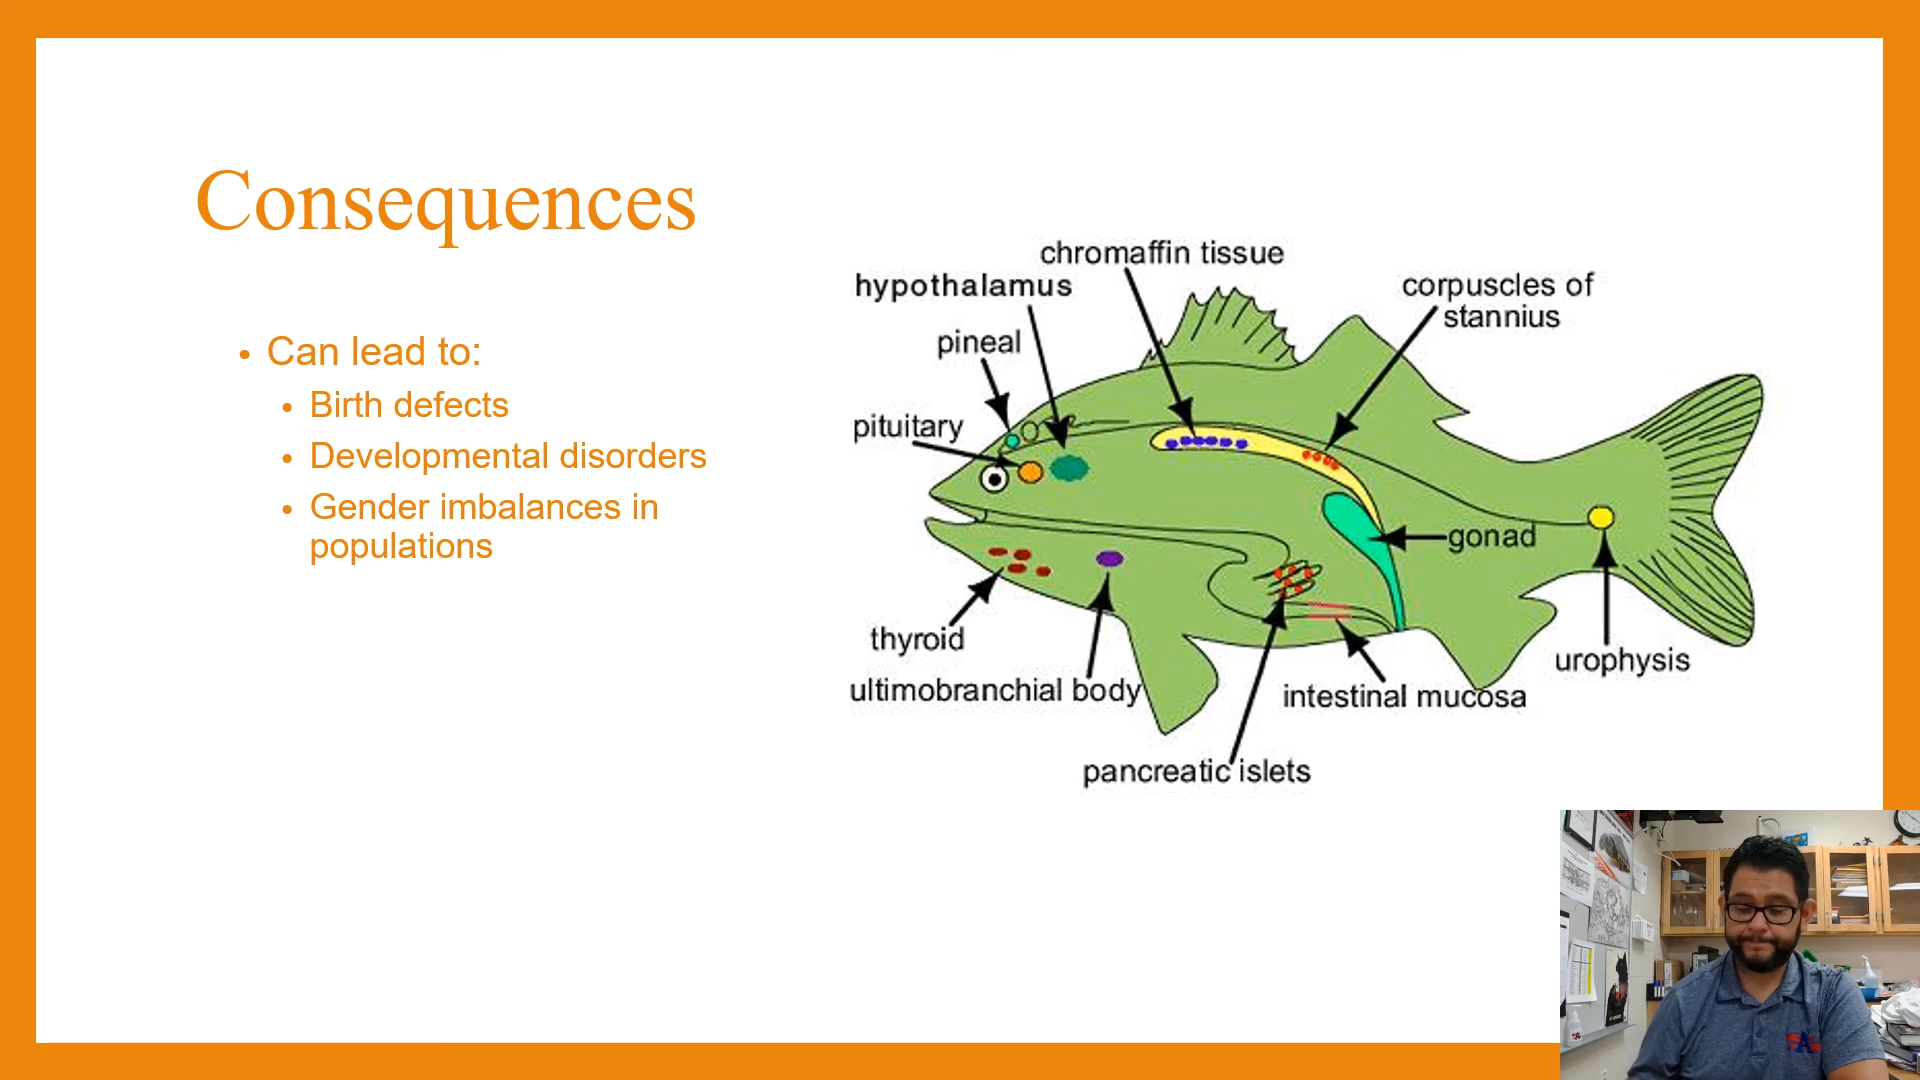 Consequences
• Can lead to:
• Birth defects
• Developmental disorders
• Gender imbalances in
populations
chromaffin tissue
hypothalamus
corpuscles of
stannius
pineal
pituitary
gonad
thyroid
urophysis
ultimobranchial body
intestinal mucosa
pancreatic islets
A